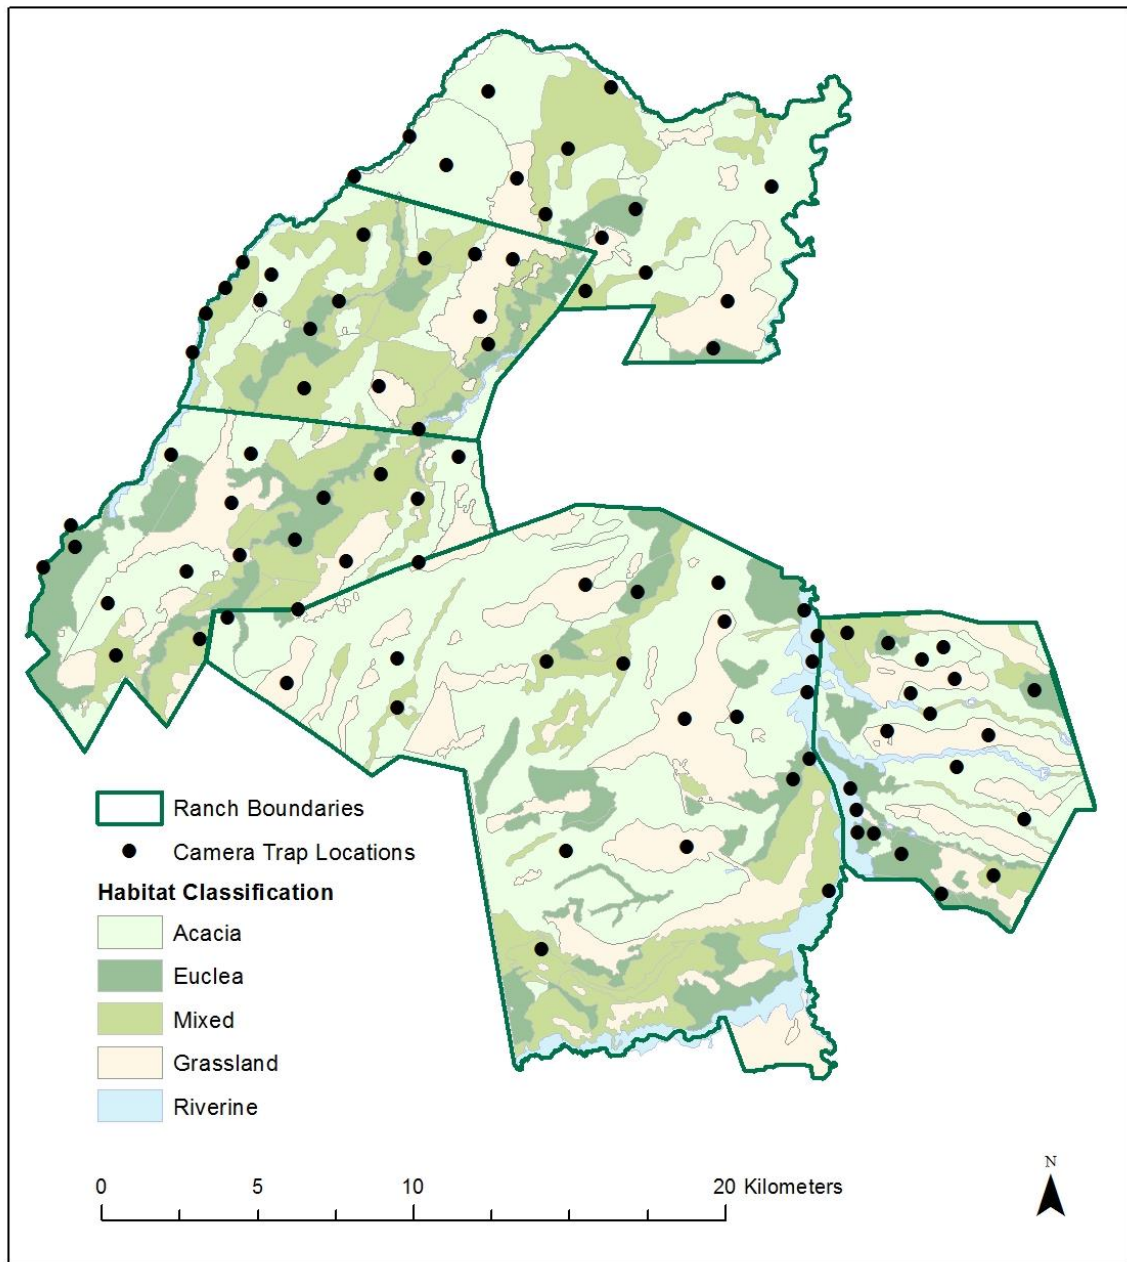 Ranch Boundaries
Camera Trap Locations
Habitat Classification
Acacia
Euclea
Mixed
Grassland
Riverine
0 5 10 20 Kilometers
N